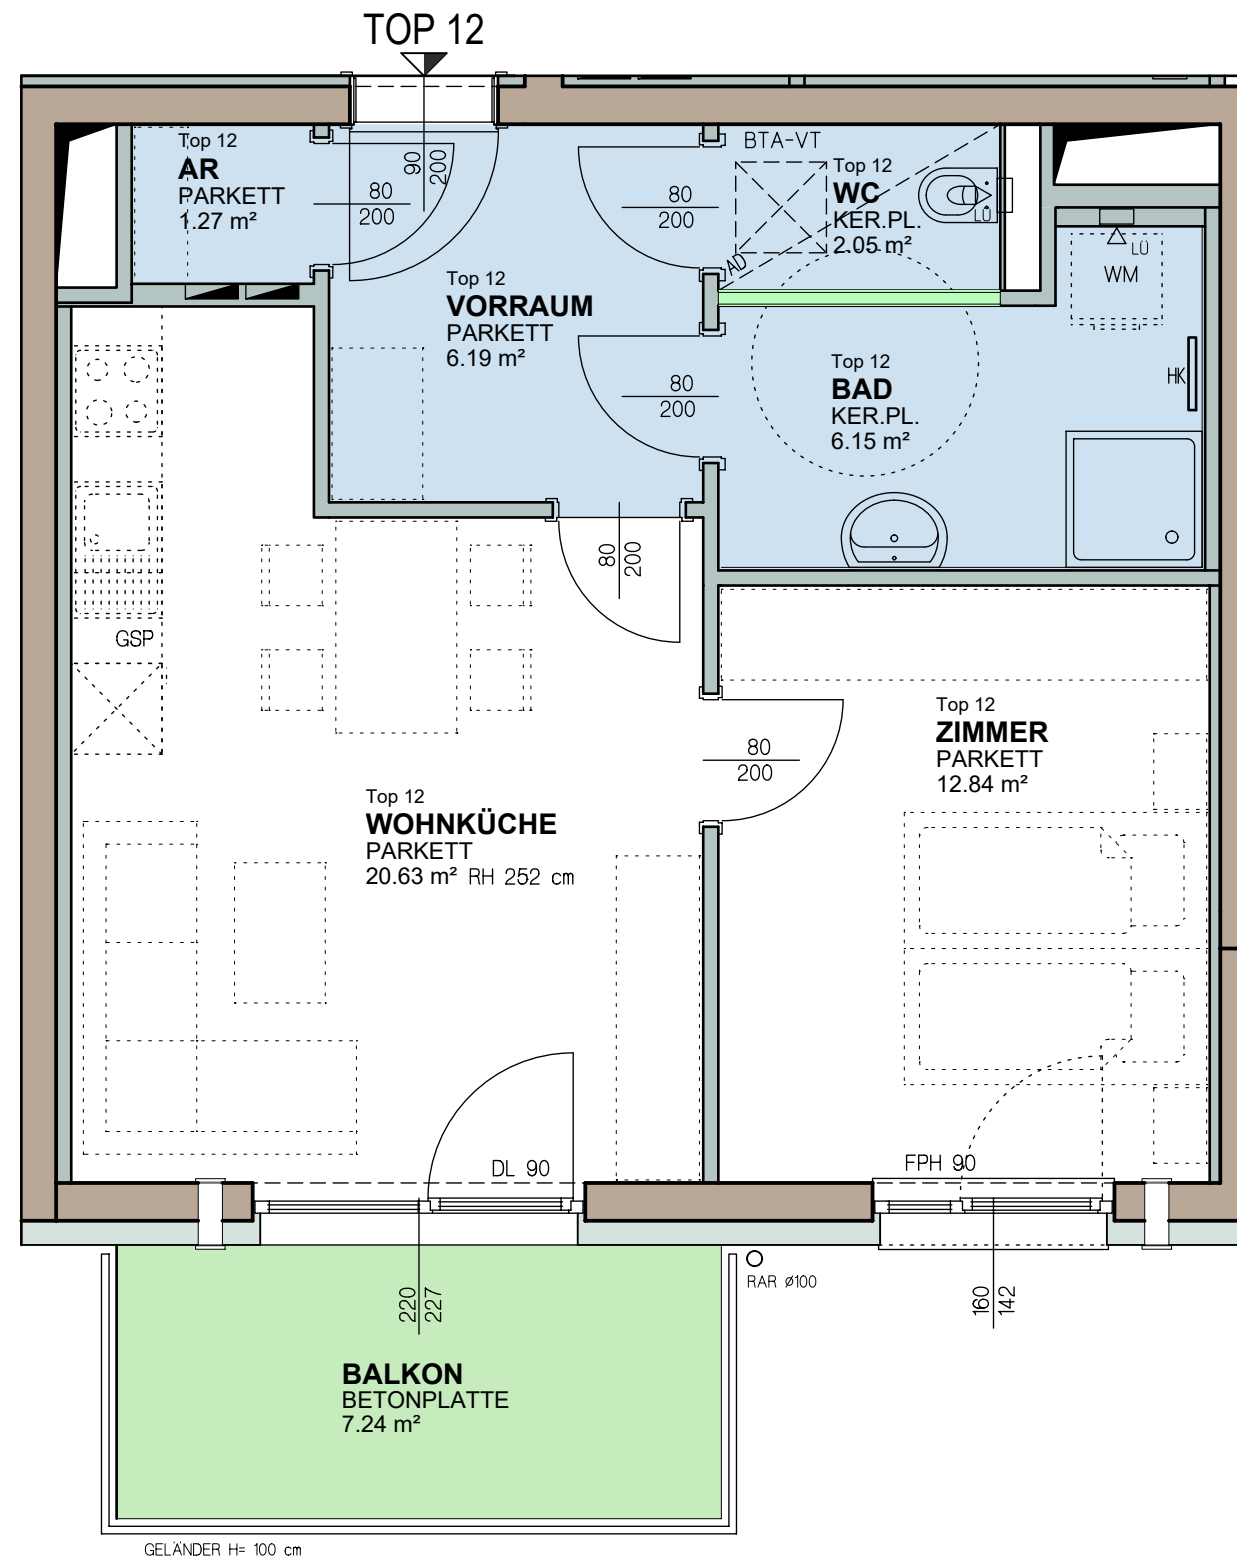 TOP 12
Top 12
AR
PARKETT
1.27 m²
80
200
90
200
80
200
BTA-VT
Top 12
WC
KER.PL.
2.05 m²
LÜ
AD
LÜ
WM
Top 12
VORRAUM
PARKETT
6.19 m²
80
200
Top 12
BAD
KER.PL.
6.15 m²
HK
80
200
GSP
Top 12
ZIMMER
PARKETT
12.84 m²
80
200
Top 12
WOHNKÜCHE
PARKETT
20.63 m² RH 252 cm
DL 90
FPH 90
RAR ø100
220
227
160
142
BALKON
BETONPLATTE
7.24 m²
GELÄNDER H= 100 cm